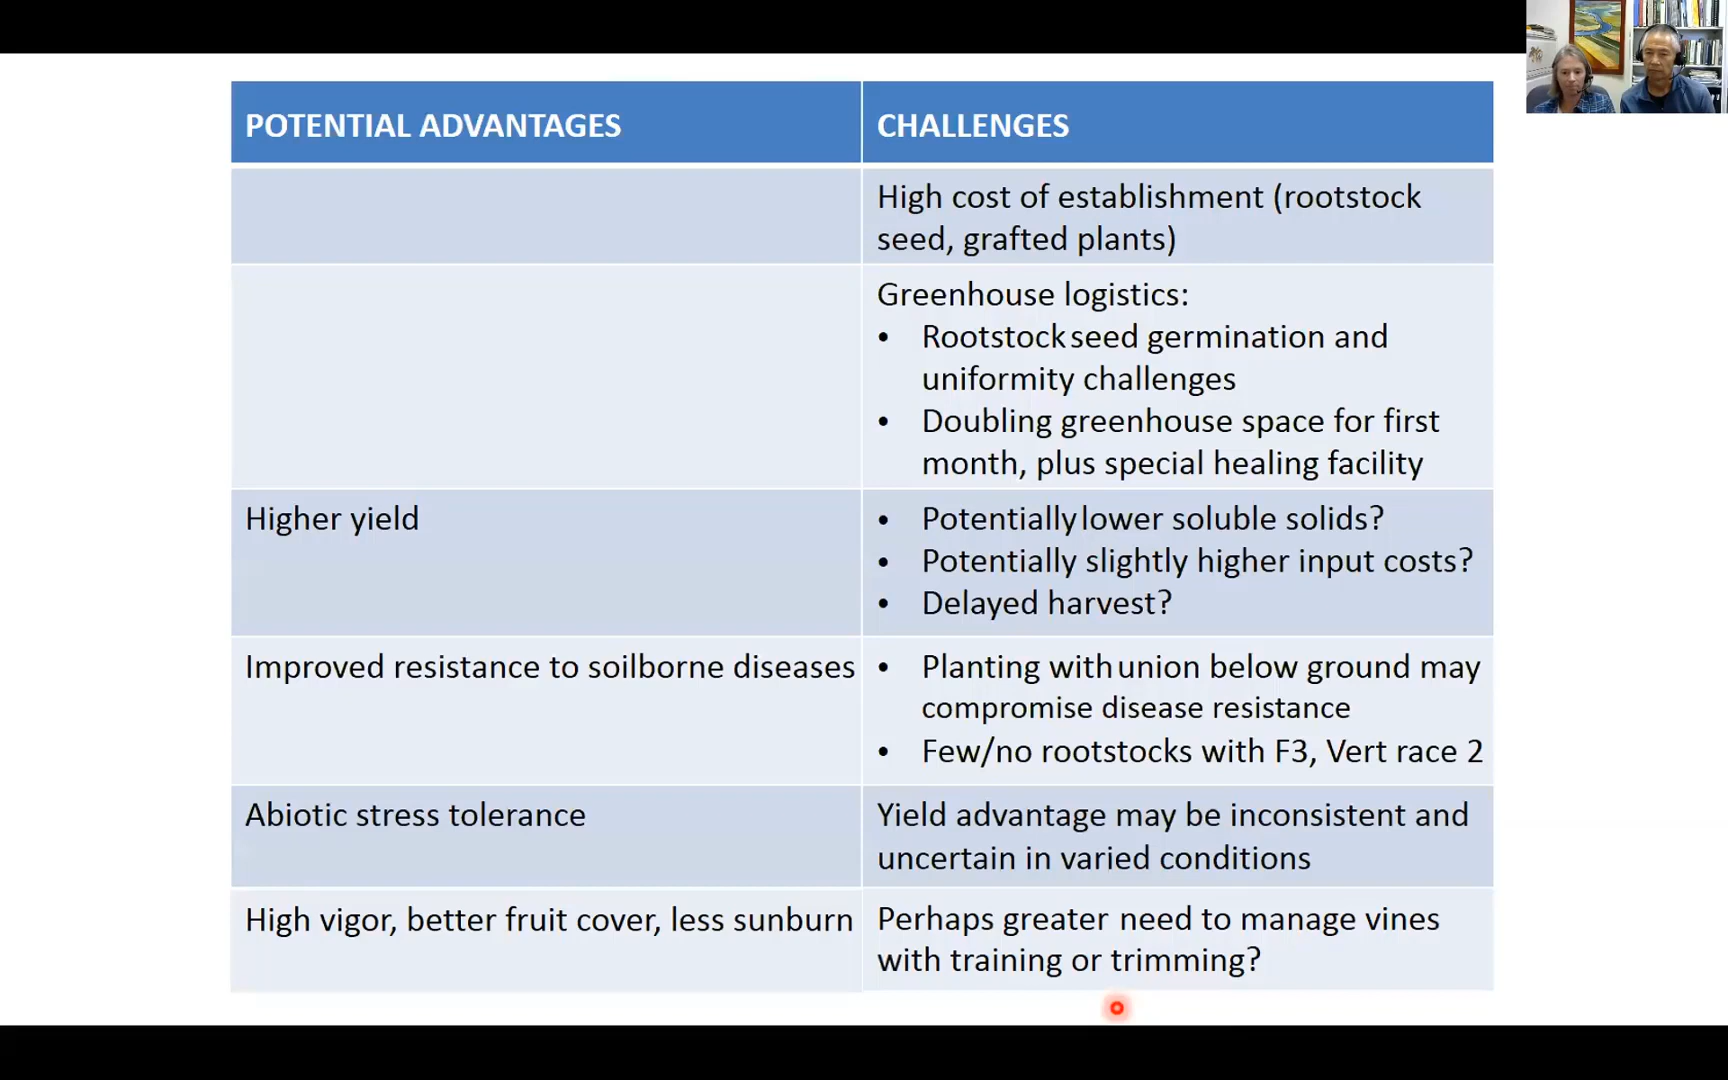 POTENTIAL ADVANTAGES
CHALLENGES
High cost of establishment (rootstock
seed, grafted plants)
Greenhouse logistics:
• Rootstock seed germination and
uniformity challenges
• Doubling greenhouse space for first
month, plus special healing facility
Higher yield
• Potentially lower soluble solids?
• Potentially slightly higher input costs?
• Delayed harvest?
Improved resistance to soilborne diseases
• Planting with union below ground may
compromise disease resistance
• Few/no rootstocks with F3, Vert race 2
Abiotic stress tolerance
Yield advantage may be inconsistent and
uncertain in varied conditions
High vigor, better fruit cover, less sunburn
Perhaps greater need to manage vines
with training or trimming?